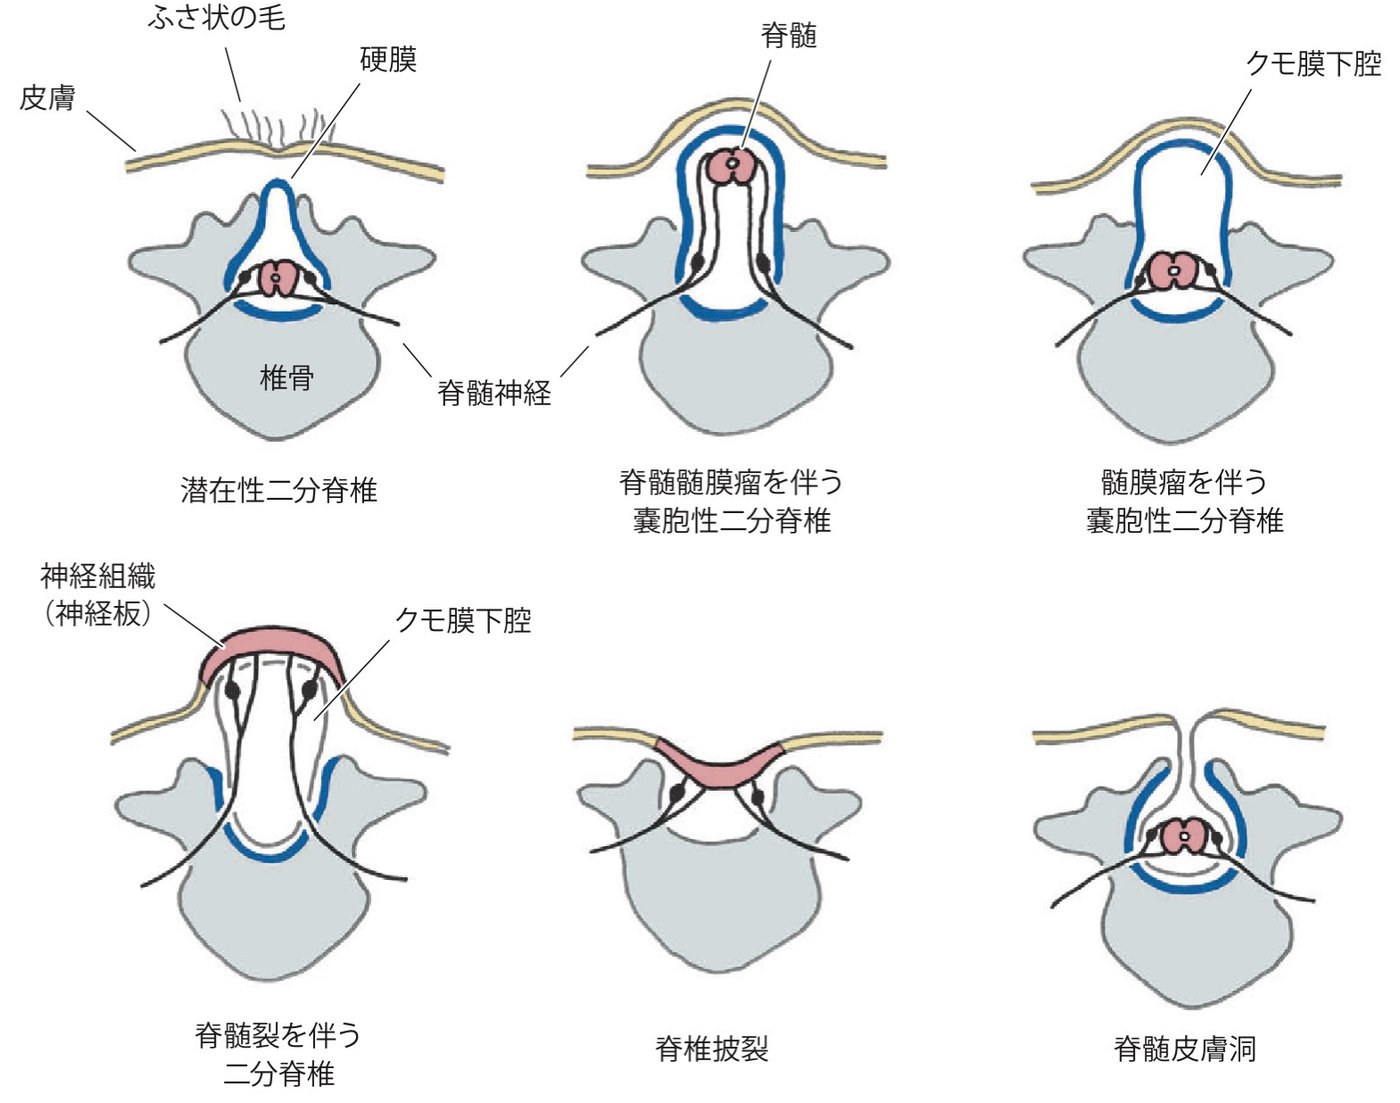 ふさ状の毛
硬膜
皮膚
脊髄
クモ膜下腔
椎骨
脊髄神経
潜在性二分脊椎
脊髄髄膜瘤を伴う
嚢胞性二分脊椎
髄膜瘤を伴う
嚢胞性二分脊椎
神経組織
（神経板）
クモ膜下腔
脊髄裂を伴う
二分脊椎
脊椎披裂
脊髄皮膚洞